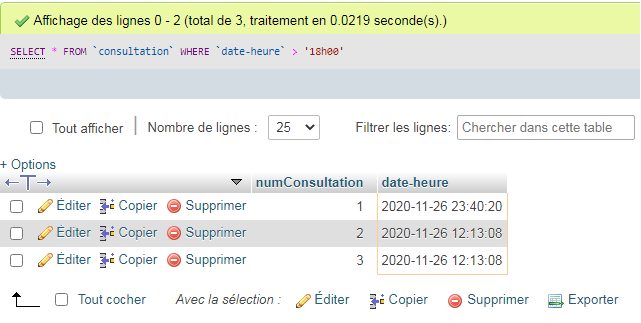 Affichage des lignes 0 - 2 (total de 3, traitement en 0.0219 seconde(s).)
SELECT * FROM `consultation` WHERE `date-heure` > '18h00'
Tout afficher | Nombre de lignes : 25 Filtrer les lignes: Chercher dans cette table
+ Options
←T→ numConsultation date-heure
Éditer Copier Supprimer 1 2020-11-26 23:40:20
Éditer Copier Supprimer 2 2020-11-26 12:13:08
Éditer Copier Supprimer 3 2020-11-26 12:13:08
Tout cocher Avec la sélection : Éditer Copier Supprimer Exporter